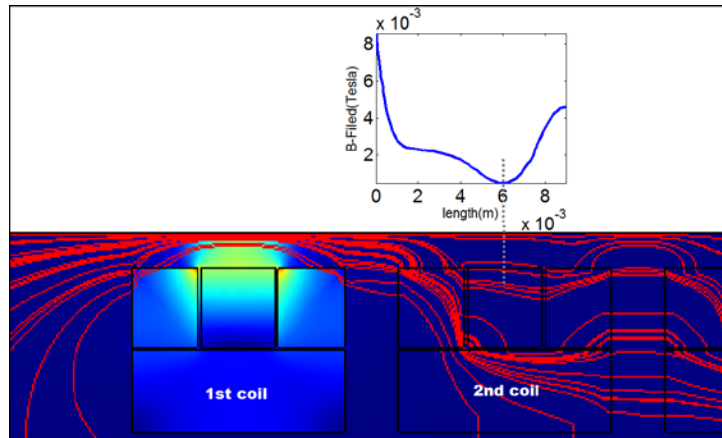 x 10⁻³
8
6
4
2
B-Filed(Tesla)
0 2 4 6 8
length(m)
x 10⁻³
1st coil
2nd coil